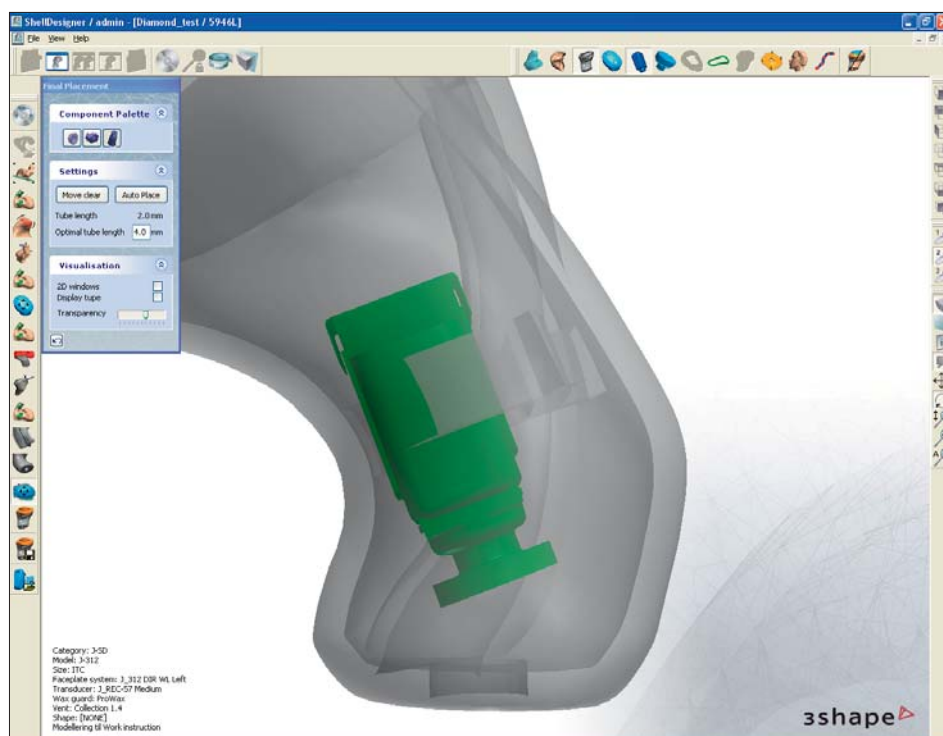 ShellDesigner / admin - [Diamond_test / 5946L]
File View Help
Final Placement
Component Palette
Settings
Move clear Auto Place
Tube length 2.0 mm
Optimal tube length 4.0 mm
Visualisation
2D windows
Display tupe
Transparency
Category: J-SD
Model: J-312
Size: ITC
Faceplate system: J_312 DIR WL Left
Transducer: J_REC-57 Medium
Wax guard: ProWax
Vent: Collection 1.4
Shape: [NONE]
Modellering til Work instruction
3shape